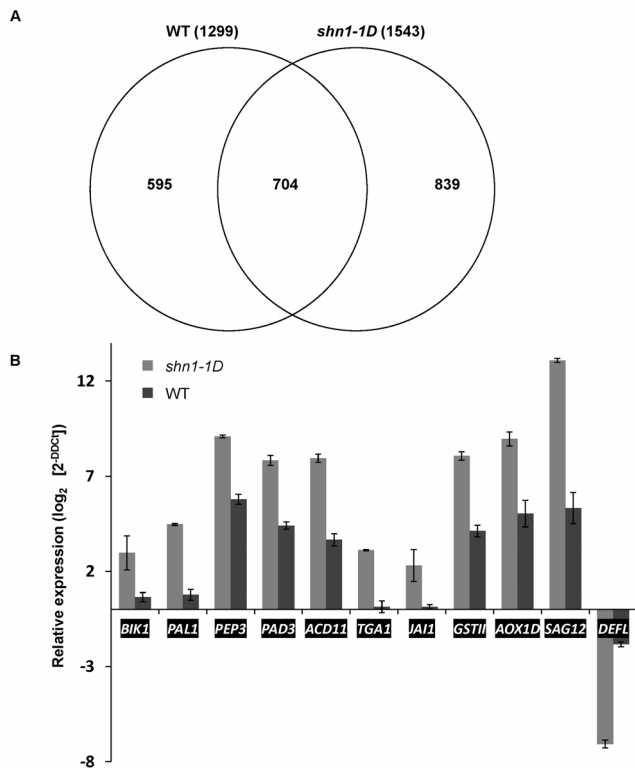 A
WT (1299) shn1-1D (1543)
595 704 839
B
shn1-1D
WT
Relative expression (log₂ [2⁻ᴰᴰᶜᵗ])
12
7
2
-3
-8
BIK1 PAL1 PEP3 PAD3 ACD11 TGA1 JAI1 GSTII AOX1D SAG12 DEFL